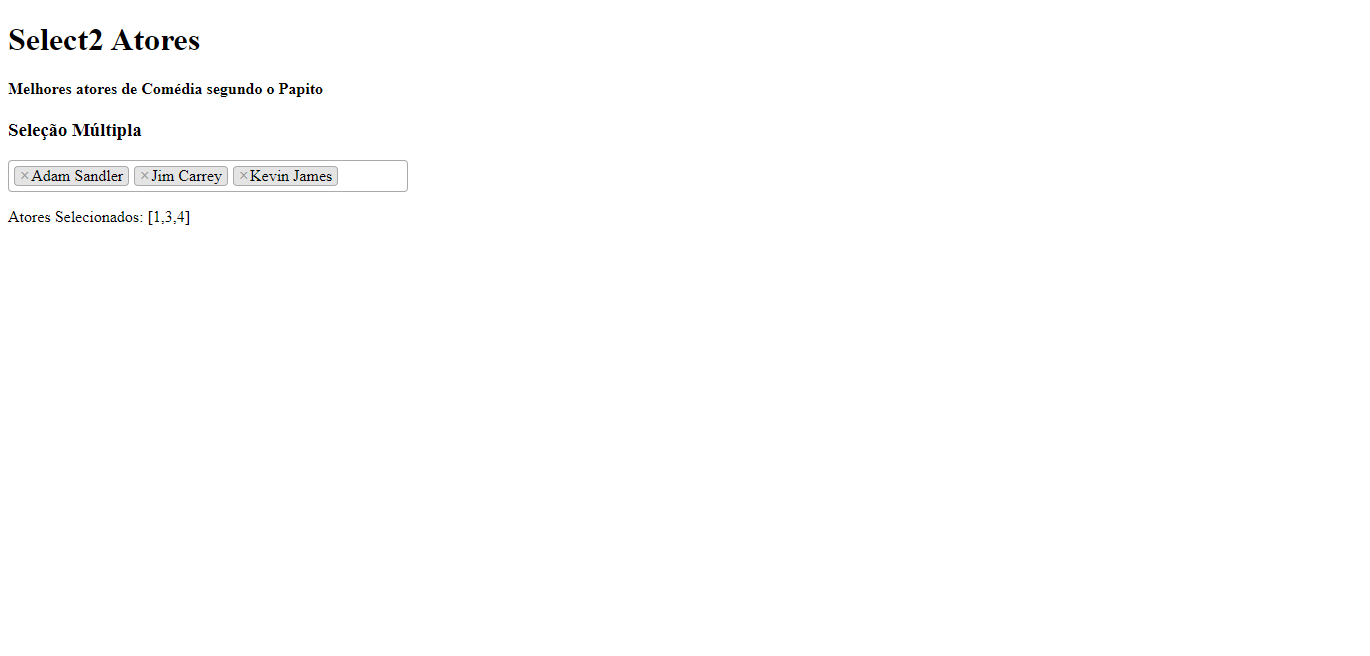 Select2 Atores
Melhores atores de Comédia segundo o Papito
Seleção Múltipla
×Adam Sandler ×Jim Carrey ×Kevin James
Atores Selecionados: [1,3,4]